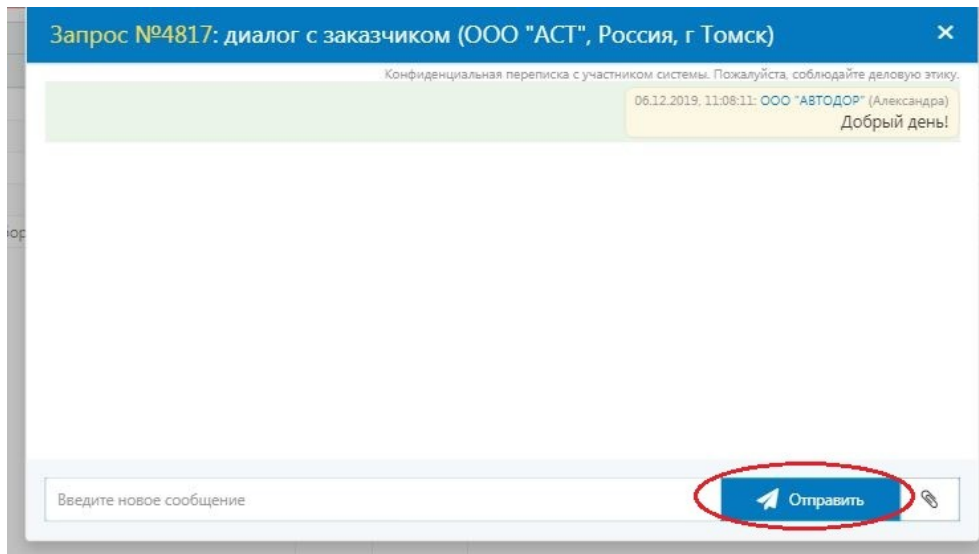 Запрос №4817: диалог с заказчиком (ООО "АСТ", Россия, г Томск)
Конфиденциальная переписка с участником системы. Пожалуйста, соблюдайте деловую этику.
06.12.2019, 11:08:11: ООО "АВТОДОР" (Александра)
Добрый день!
Введите новое сообщение
Отправить